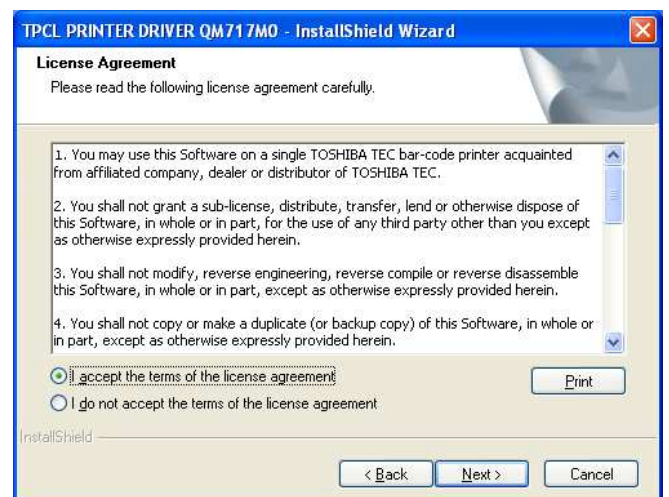 TPCL PRINTER DRIVER QM717M0 - InstallShield Wizard
License Agreement
Please read the following license agreement carefully.
1. You may use this Software on a single TOSHIBA TEC bar-code printer acquainted
from affiliated company, dealer or distributor of TOSHIBA TEC.
2. You shall not grant a sub-license, distribute, transfer, lend or otherwise dispose of
this Software, in whole or in part, for the use of any third party other than you except
as otherwise expressly provided herein.
3. You shall not modify, reverse engineering, reverse compile or reverse disassemble
this Software, in whole or in part, except as otherwise expressly provided herein.
4. You shall not copy or make a duplicate (or backup copy) of this Software, in whole or
in part, except as otherwise expressly provided herein.
I accept the terms of the license agreement
Print
I do not accept the terms of the license agreement
InstallShield
< Back
Next >
Cancel